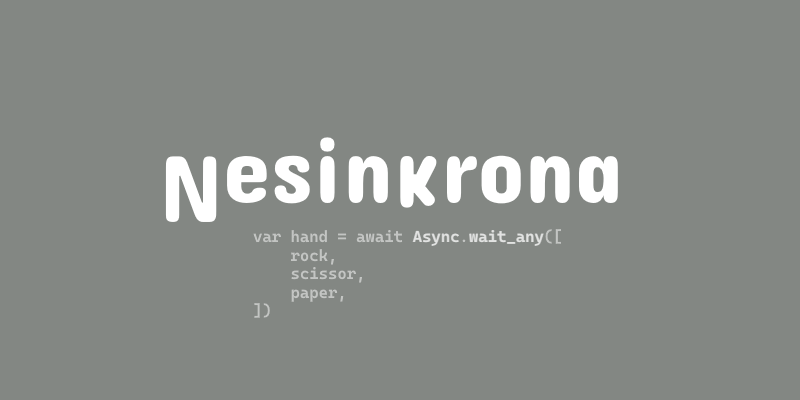 Nesinkrona
var hand = await Async.wait_any([
    rock,
    scissor,
    paper,
])